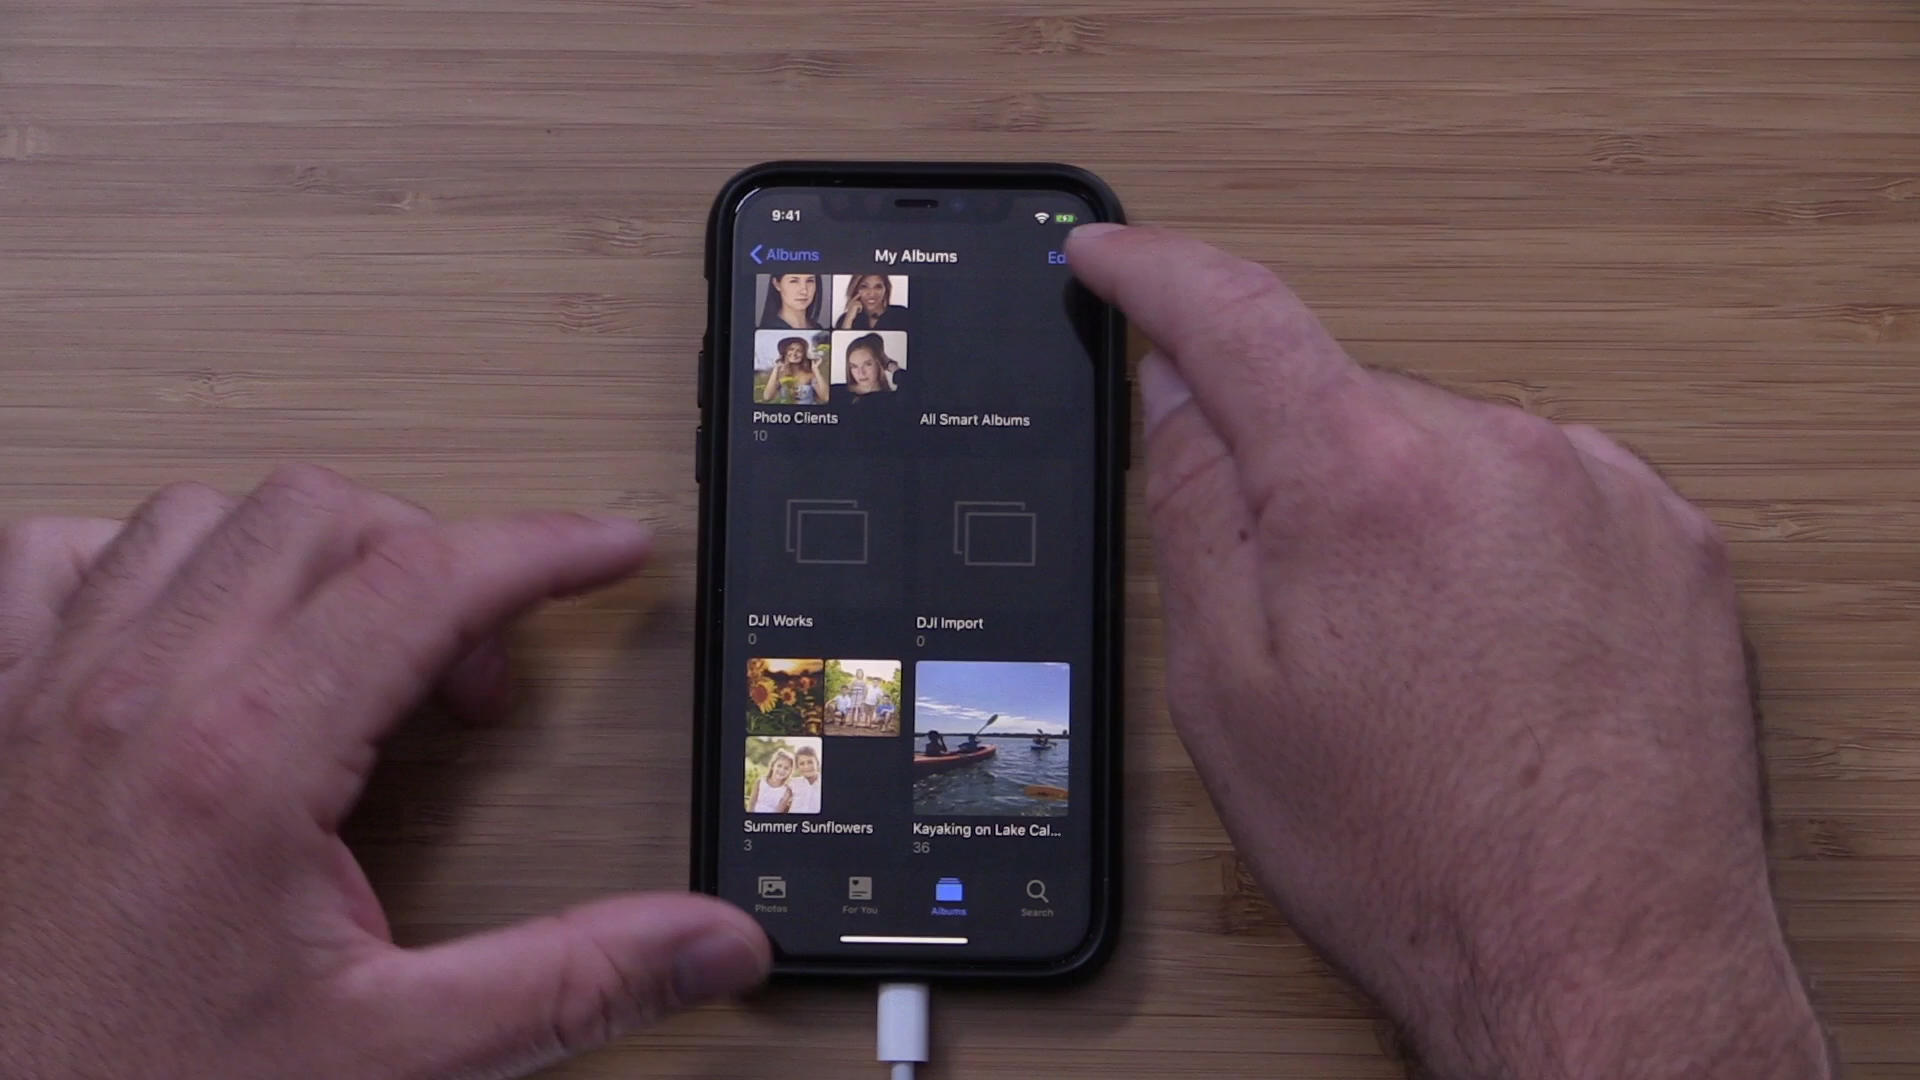 9:41
Albums
My Albums
Photo Clients
10
All Smart Albums
DJI Works
0
DJI Import
0
Summer Sunflowers
3
Kayaking on Lake Cal...
36
Photos
For You
Albums
Search